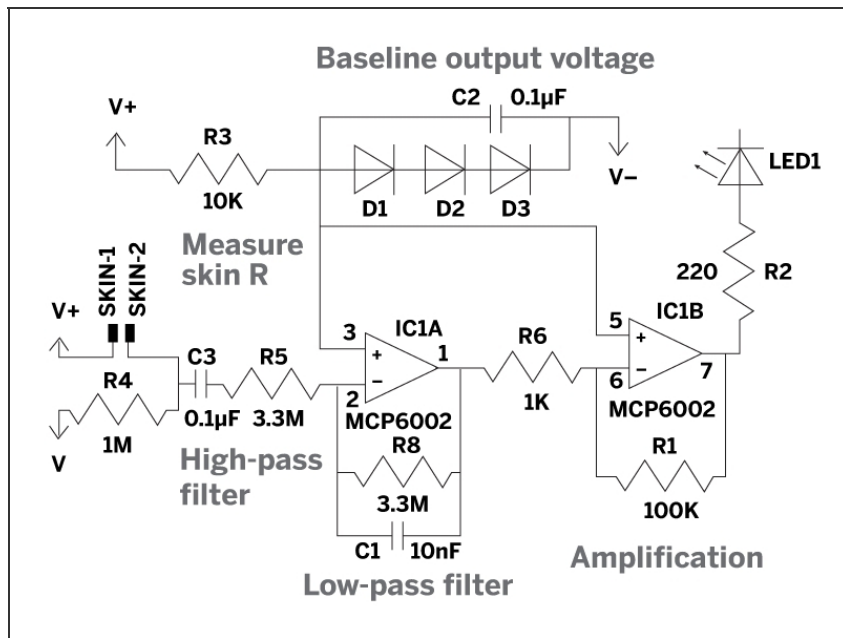 Baseline output voltage
V+
R3
10K
C2 0.1µF
D1 D2 D3
V−
LED1
Measure
skin R
SKIN-1
SKIN-2
V+
R4
1M
V
C3
0.1µF
R5
3.3M
High-pass
filter
3
2
1
IC1A
MCP6002
R8
3.3M
C1 10nF
Low-pass filter
R6
1K
5
6
7
IC1B
MCP6002
220 R2
R1
100K
Amplification
+
−
+
−